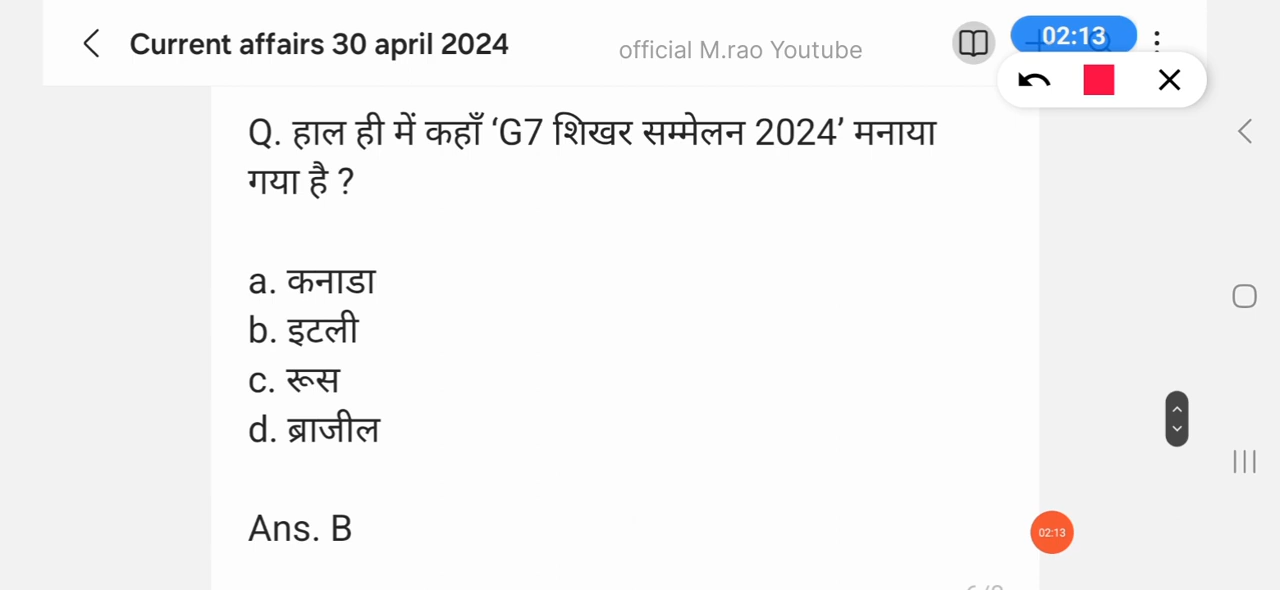 Current affairs 30 april 2024
official M.rao Youtube
02:13
Q. हाल ही में कहाँ ‘G7 शिखर सम्मेलन 2024’ मनाया
गया है ?
a. कनाडा
b. इटली
c. रूस
d. ब्राजील
Ans. B
02:13